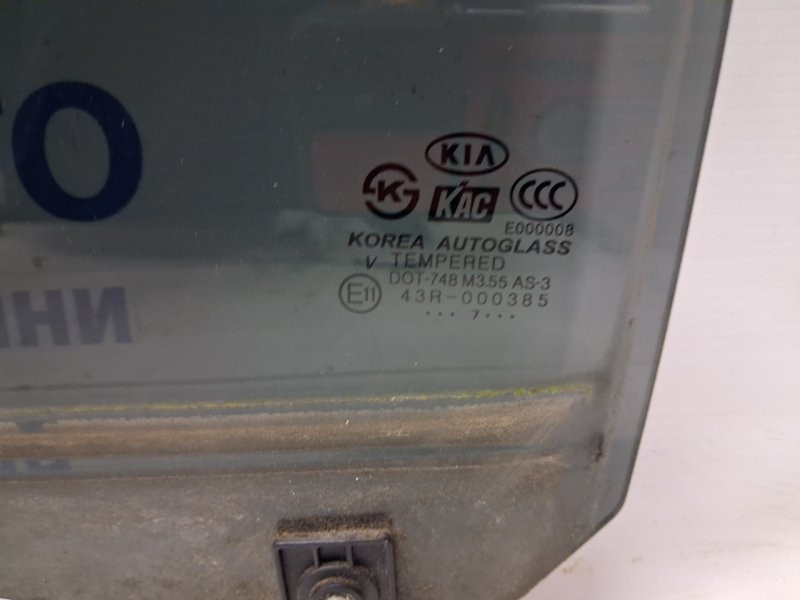 KIA
K KAC CCC
E000008
KOREA AUTOGLASS
V TEMPERED
DOT-748 M3.55 AS-3
E11 43R-000385
••• 7•••